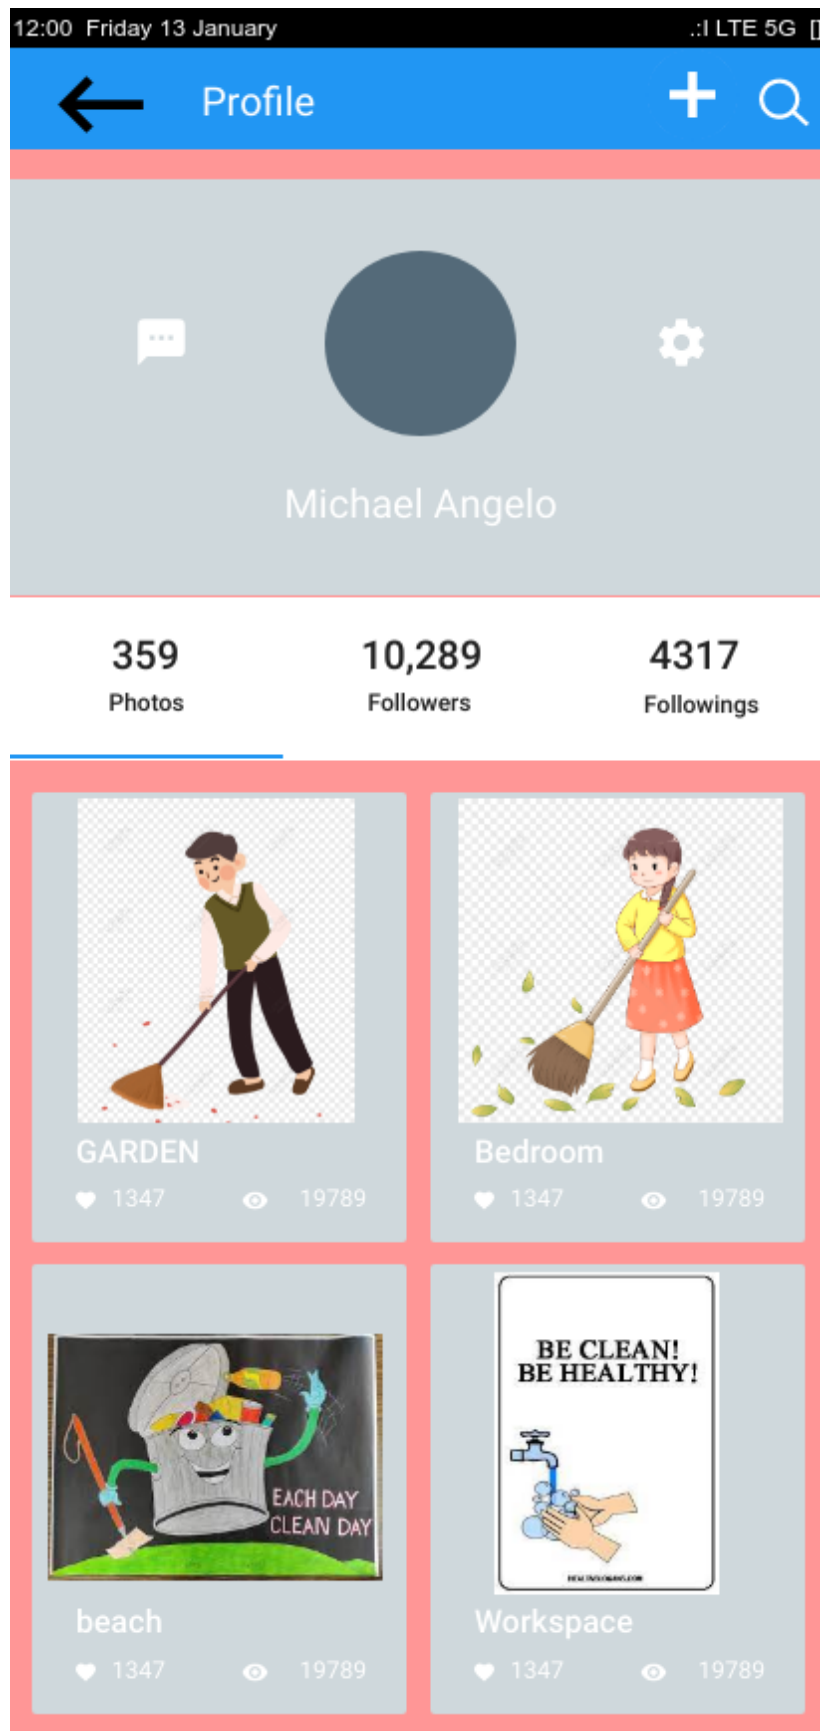 12:00 Friday 13 January .:I LTE 5G []
Profile
Michael Angelo
359 10,289 4317
Photos Followers Followings
GARDEN Bedroom
1347 19789 1347 19789
BE CLEAN!
BE HEALTHY!
EACH DAY
CLEAN DAY
beach Workspace
1347 19789 1347 19789